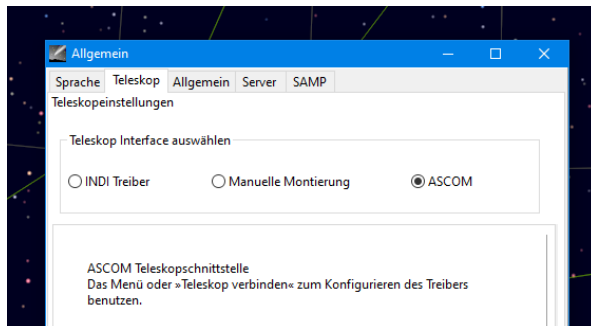 Allgemein
Sprache Teleskop Allgemein Server SAMP
Teleskopeinstellungen
Teleskop Interface auswählen
INDI Treiber Manuelle Montierung ASCOM
ASCOM Teleskopschnittstelle
Das Menü oder »Teleskop verbinden« zum Konfigurieren des Treibers
benutzen.